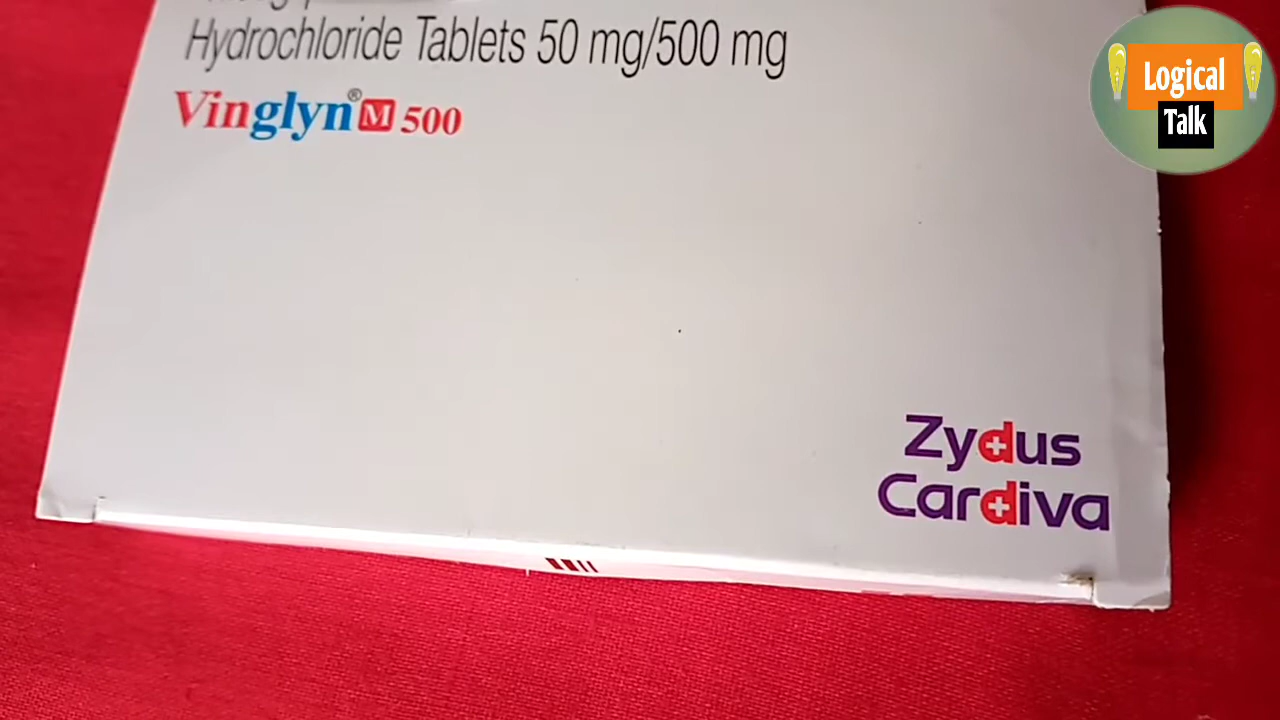 Hydrochloride Tablets 50 mg/500 mg
Vinglyn® M 500
Zydus
Cardiva
Logical
Talk